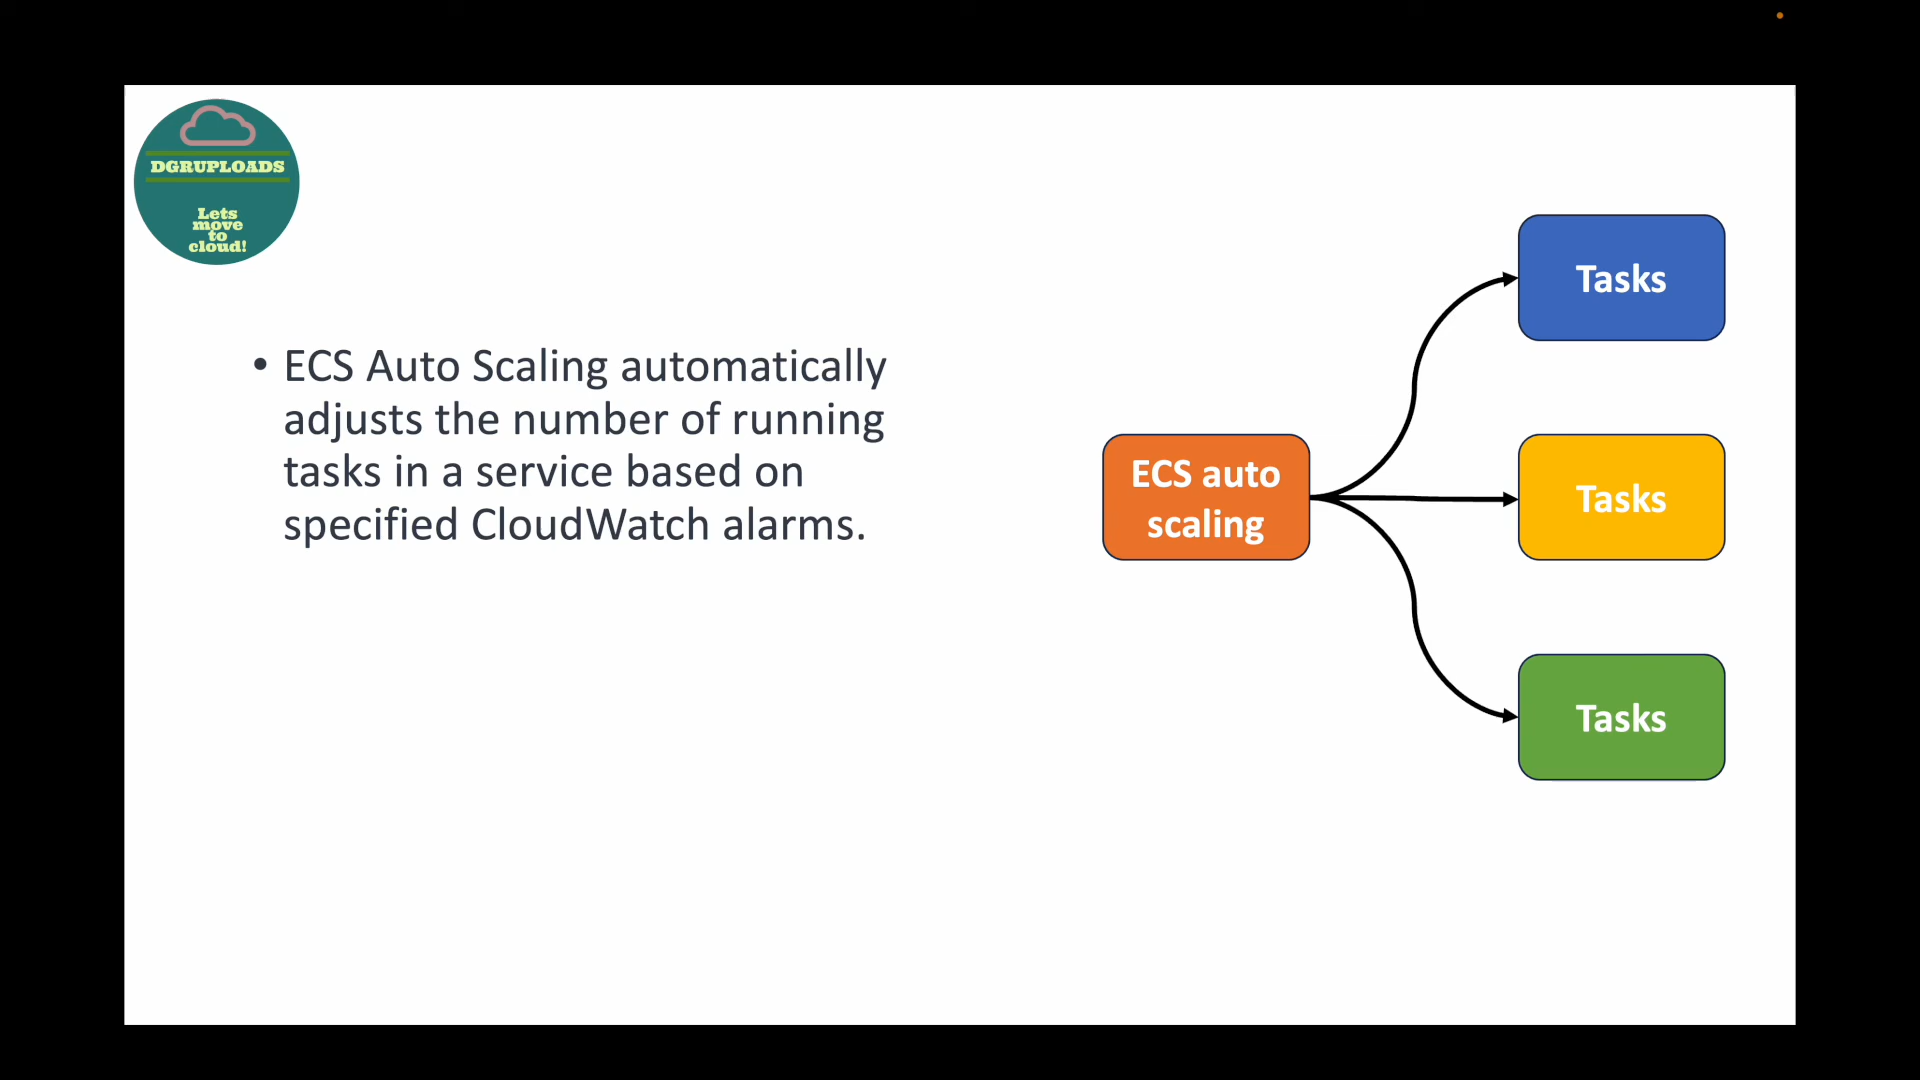 DGRUPLOADS
Lets
move
to
cloud!
• ECS Auto Scaling automatically
adjusts the number of running
tasks in a service based on
specified CloudWatch alarms.
ECS auto
scaling
Tasks
Tasks
Tasks